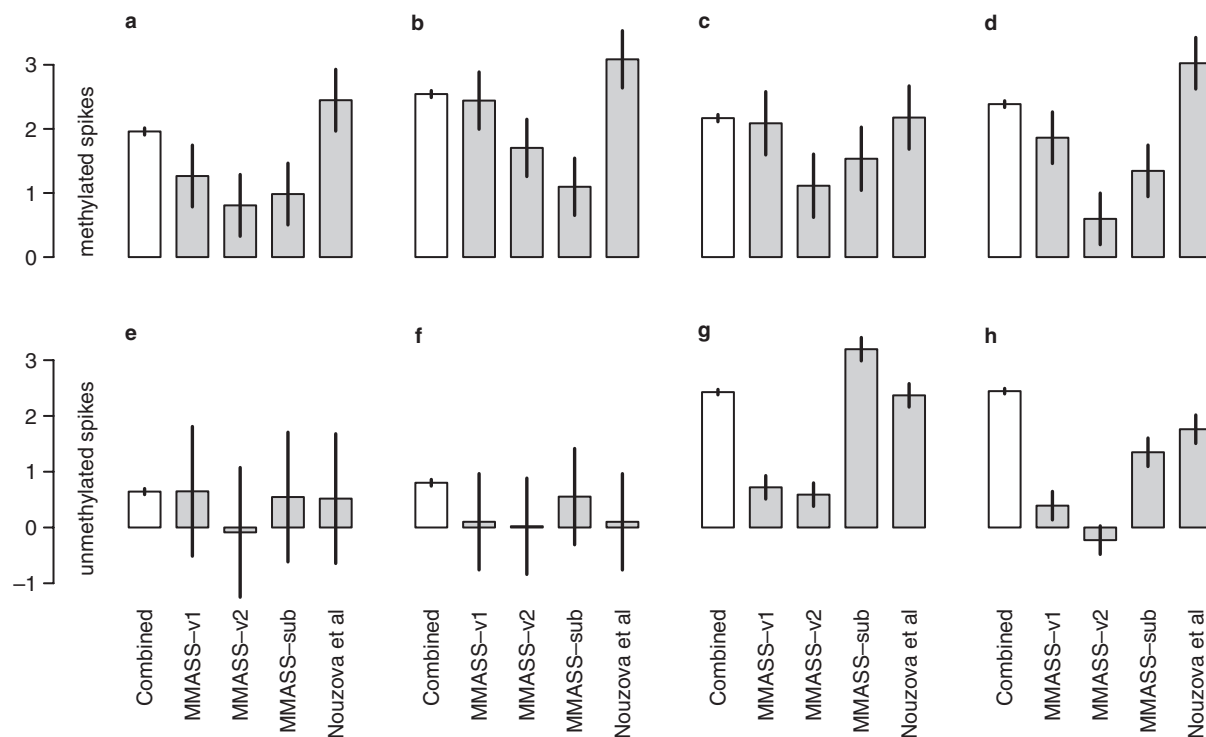 a
b
c
d
3
2
1
0
methylated spikes
e
f
g
h
3
2
1
0
−1
unmethylated spikes
Combined
MMASS−v1
MMASS−v2
MMASS−sub
Nouzova et al
Combined
MMASS−v1
MMASS−v2
MMASS−sub
Nouzova et al
Combined
MMASS−v1
MMASS−v2
MMASS−sub
Nouzova et al
Combined
MMASS−v1
MMASS−v2
MMASS−sub
Nouzova et al